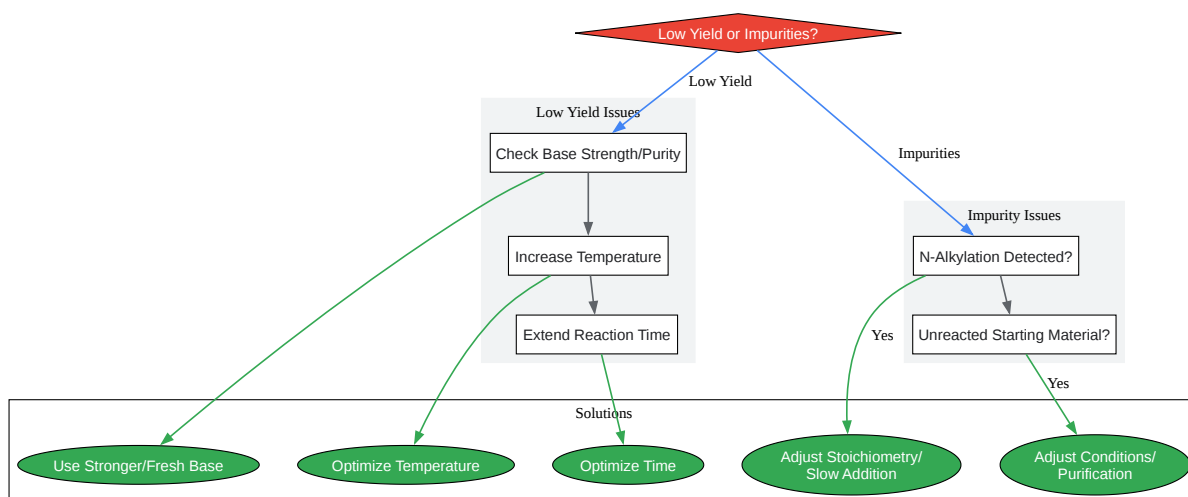 Low Yield or Impurities?
Low Yield
Low Yield Issues
Check Base Strength/Purity
Impurities
Impurity Issues
Increase Temperature
N-Alkylation Detected?
Extend Reaction Time
Yes
Unreacted Starting Material?
Yes
Solutions
Use Stronger/Fresh Base
Optimize Temperature
Optimize Time
Adjust Stoichiometry/
Slow Addition
Adjust Conditions/
Purification